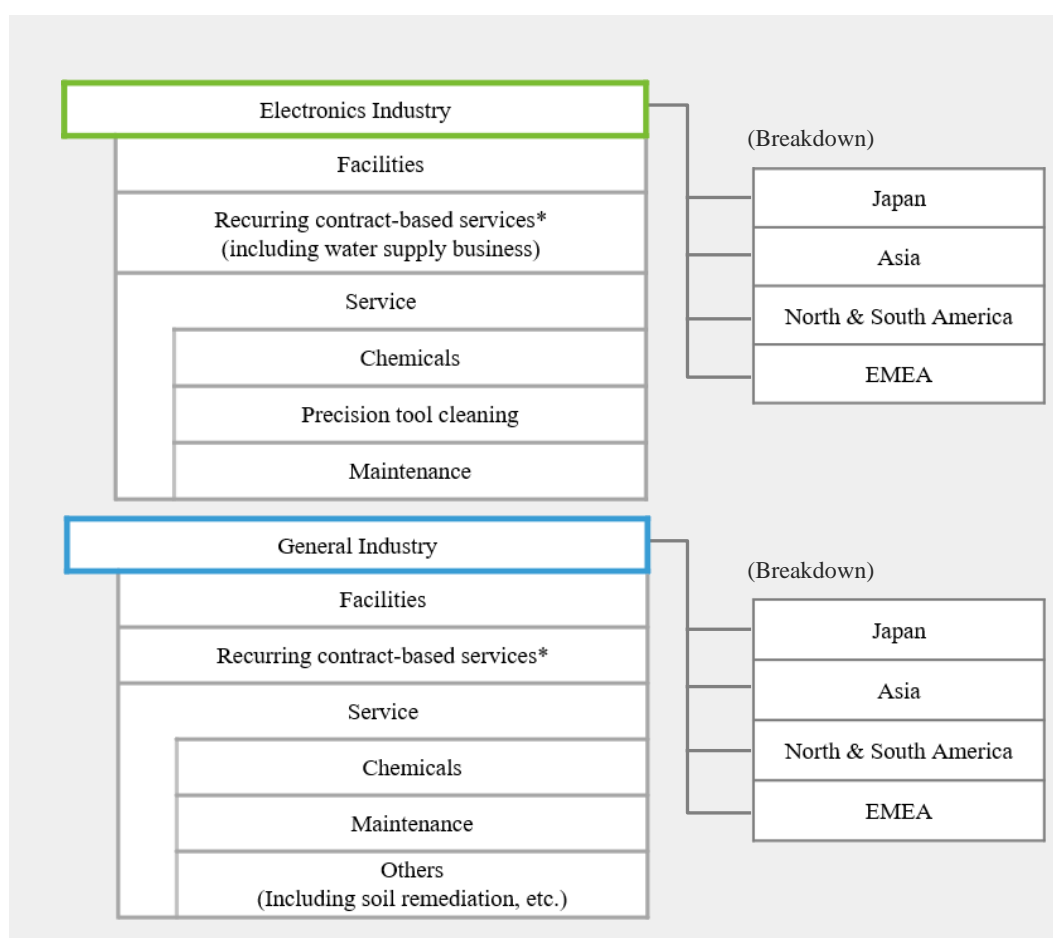 Electronics Industry
Facilities
Recurring contract-based services*
(including water supply business)
Service
Chemicals
Precision tool cleaning
Maintenance
(Breakdown)
Japan
Asia
North & South America
EMEA
General Industry
Facilities
Recurring contract-based services*
Service
Chemicals
Maintenance
Others
(Including soil remediation, etc.)
(Breakdown)
Japan
Asia
North & South America
EMEA